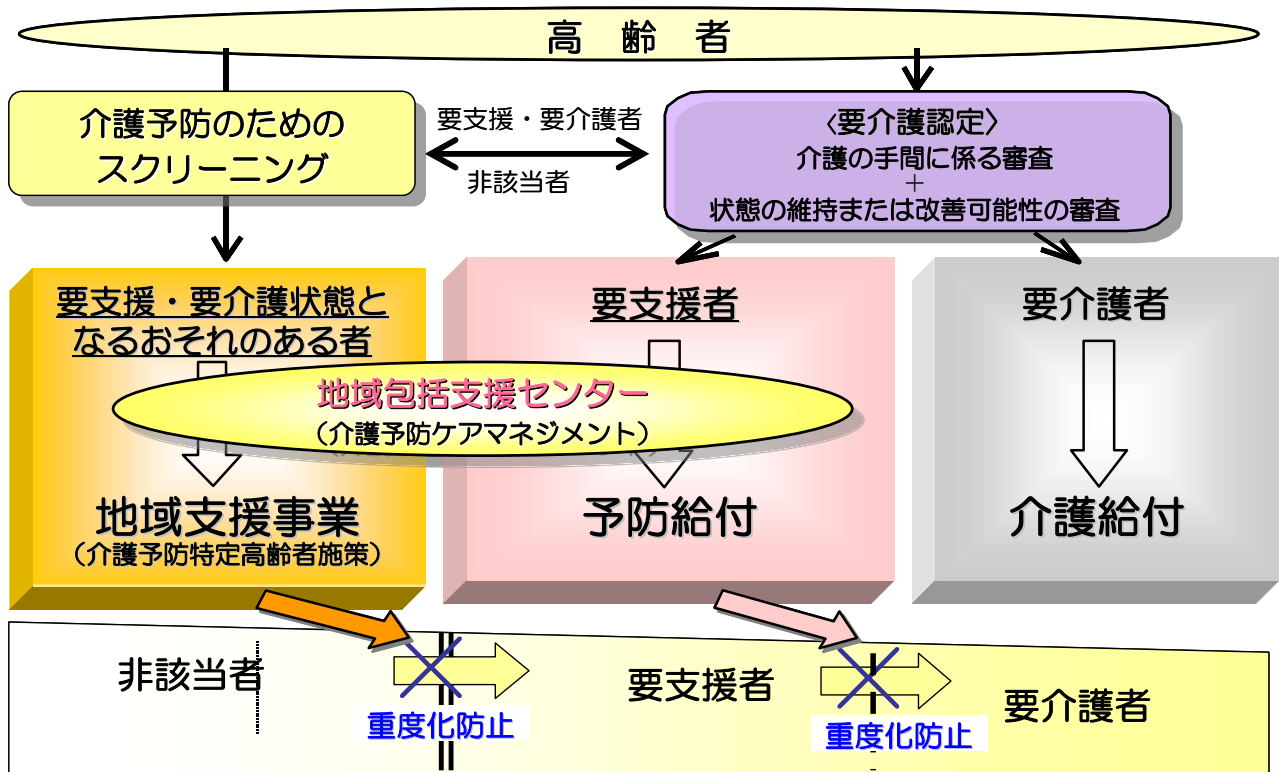 高　齢　者
介護予防のための
スクリーニング
要支援・要介護者
非該当者
〈要介護認定〉
介護の手間に係る審査
＋
状態の維持または改善可能性の審査
要支援・要介護状態と
なるおそれのある者
要支援者
要介護者
地域包括支援センター
（介護予防ケアマネジメント）
地域支援事業
（介護予防特定高齢者施策）
予防給付
介護給付
非該当者
重度化防止
要支援者
重度化防止
要介護者